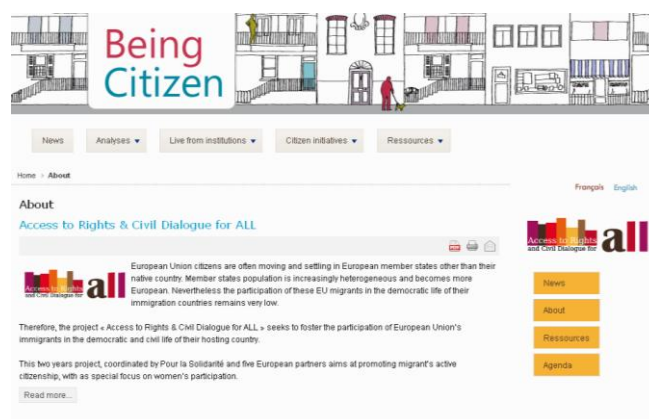 Being
Citizen
News
Analyses
Live from institutions
Citizen initiatives
Ressources
Home > About
Français English
About
Access to Rights & Civil Dialogue for ALL
Access to Rights
and Civil Dialogue for all
Access to Rights
and Civil Dialogue for all
European Union citizens are often moving and settling in European member states other than their
native country. Member states population is increasingly heterogeneous and becomes more
European. Nevertheless the participation of these EU migrants in the democratic life of their
immigration countries remains very low.
Therefore, the project « Access to Rights & Civil Dialogue for ALL » seeks to foster the participation of European Union's
immigrants in the democratic and civil life of their hosting country.
This two years project, coordinated by Pour la Solidarité and five European partners aims at promoting migrant's active
citizenship, with as special focus on women's participation.
Read more...
News
About
Ressources
Agenda